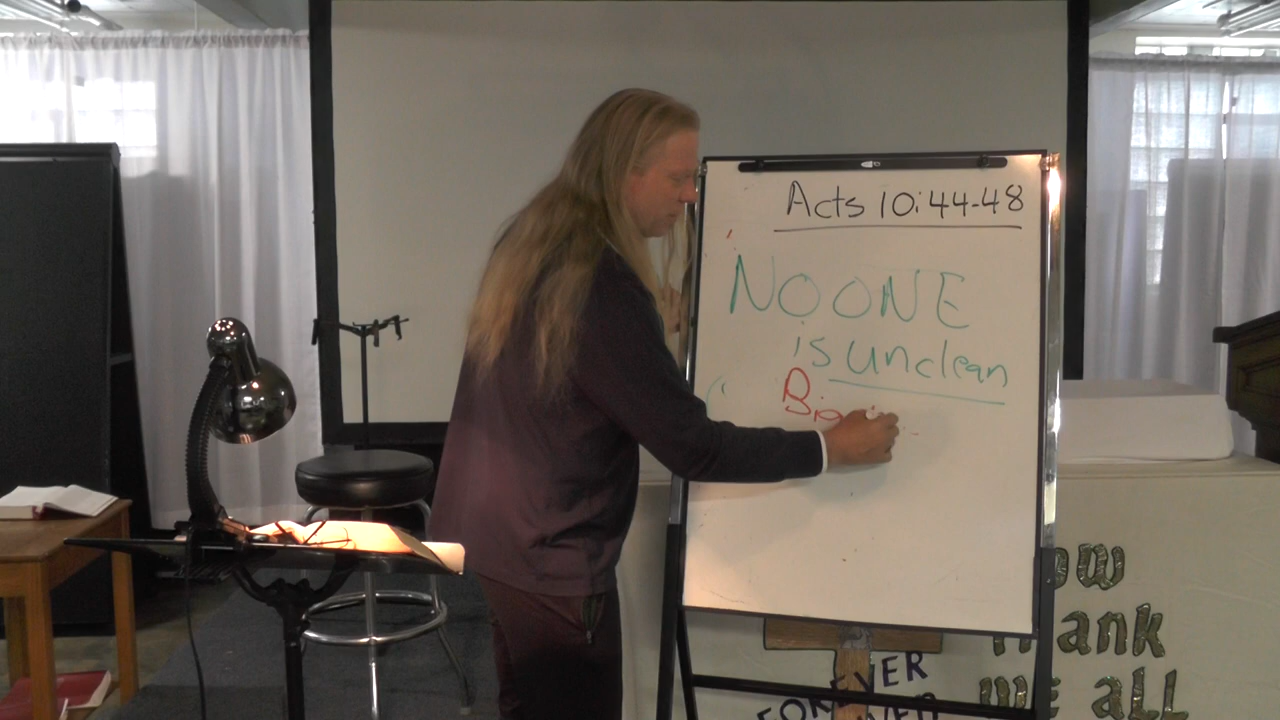 Acts 10:44-48
NO ONE
is unclean
now
thank
we all
FOREVER